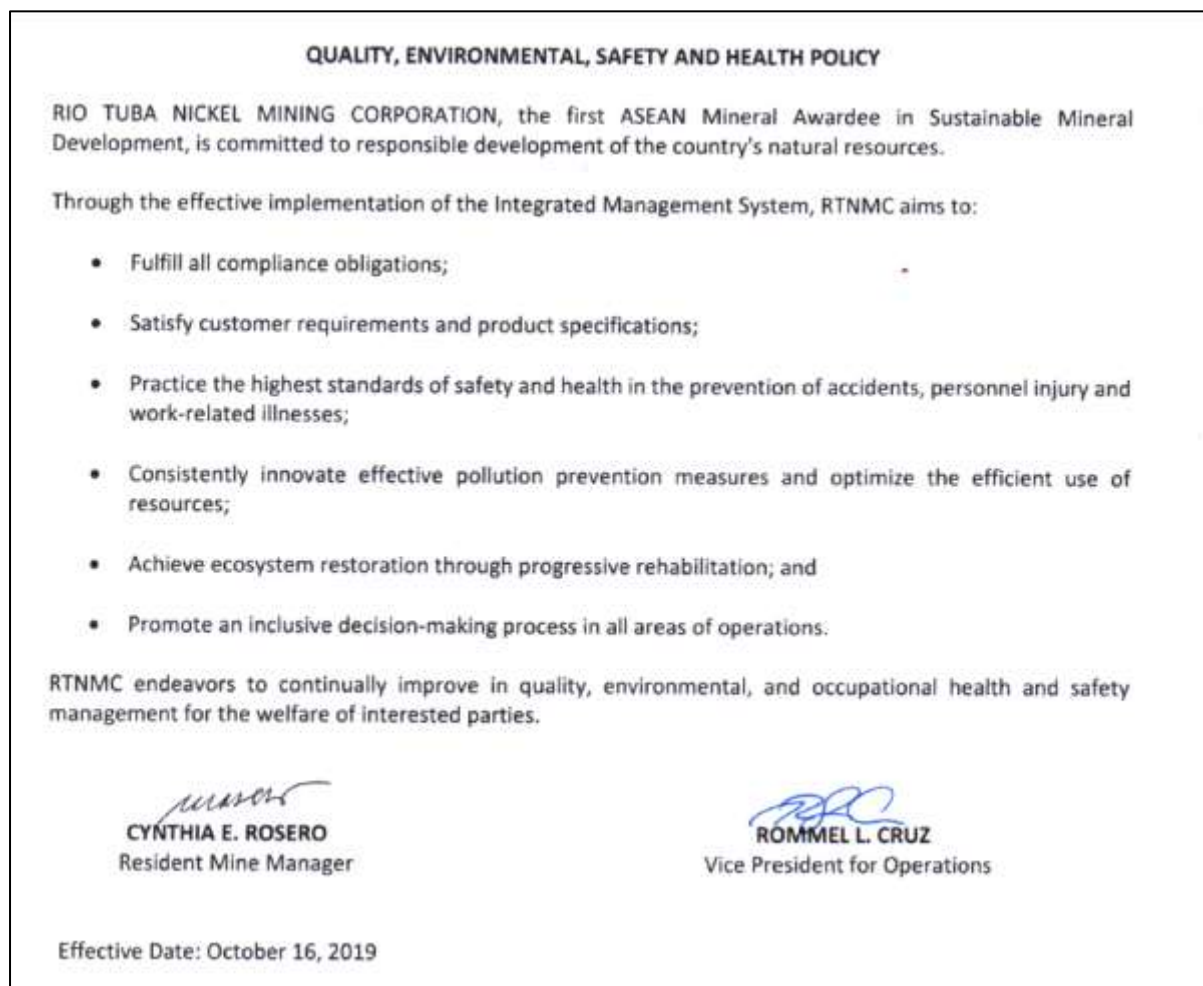 QUALITY, ENVIRONMENTAL, SAFETY AND HEALTH POLICY
RIO TUBA NICKEL MINING CORPORATION, the first ASEAN Mineral Awardee in Sustainable Mineral
Development, is committed to responsible development of the country's natural resources.
Through the effective implementation of the Integrated Management System, RTNMC aims to:
• Fulfill all compliance obligations;
• Satisfy customer requirements and product specifications;
• Practice the highest standards of safety and health in the prevention of accidents, personnel injury and
work-related illnesses;
• Consistently innovate effective pollution prevention measures and optimize the efficient use of
resources;
• Achieve ecosystem restoration through progressive rehabilitation; and
• Promote an inclusive decision-making process in all areas of operations.
RTNMC endeavors to continually improve in quality, environmental, and occupational health and safety
management for the welfare of interested parties.
CYNTHIA E. ROSERO
Resident Mine Manager
ROMMEL L. CRUZ
Vice President for Operations
Effective Date: October 16, 2019